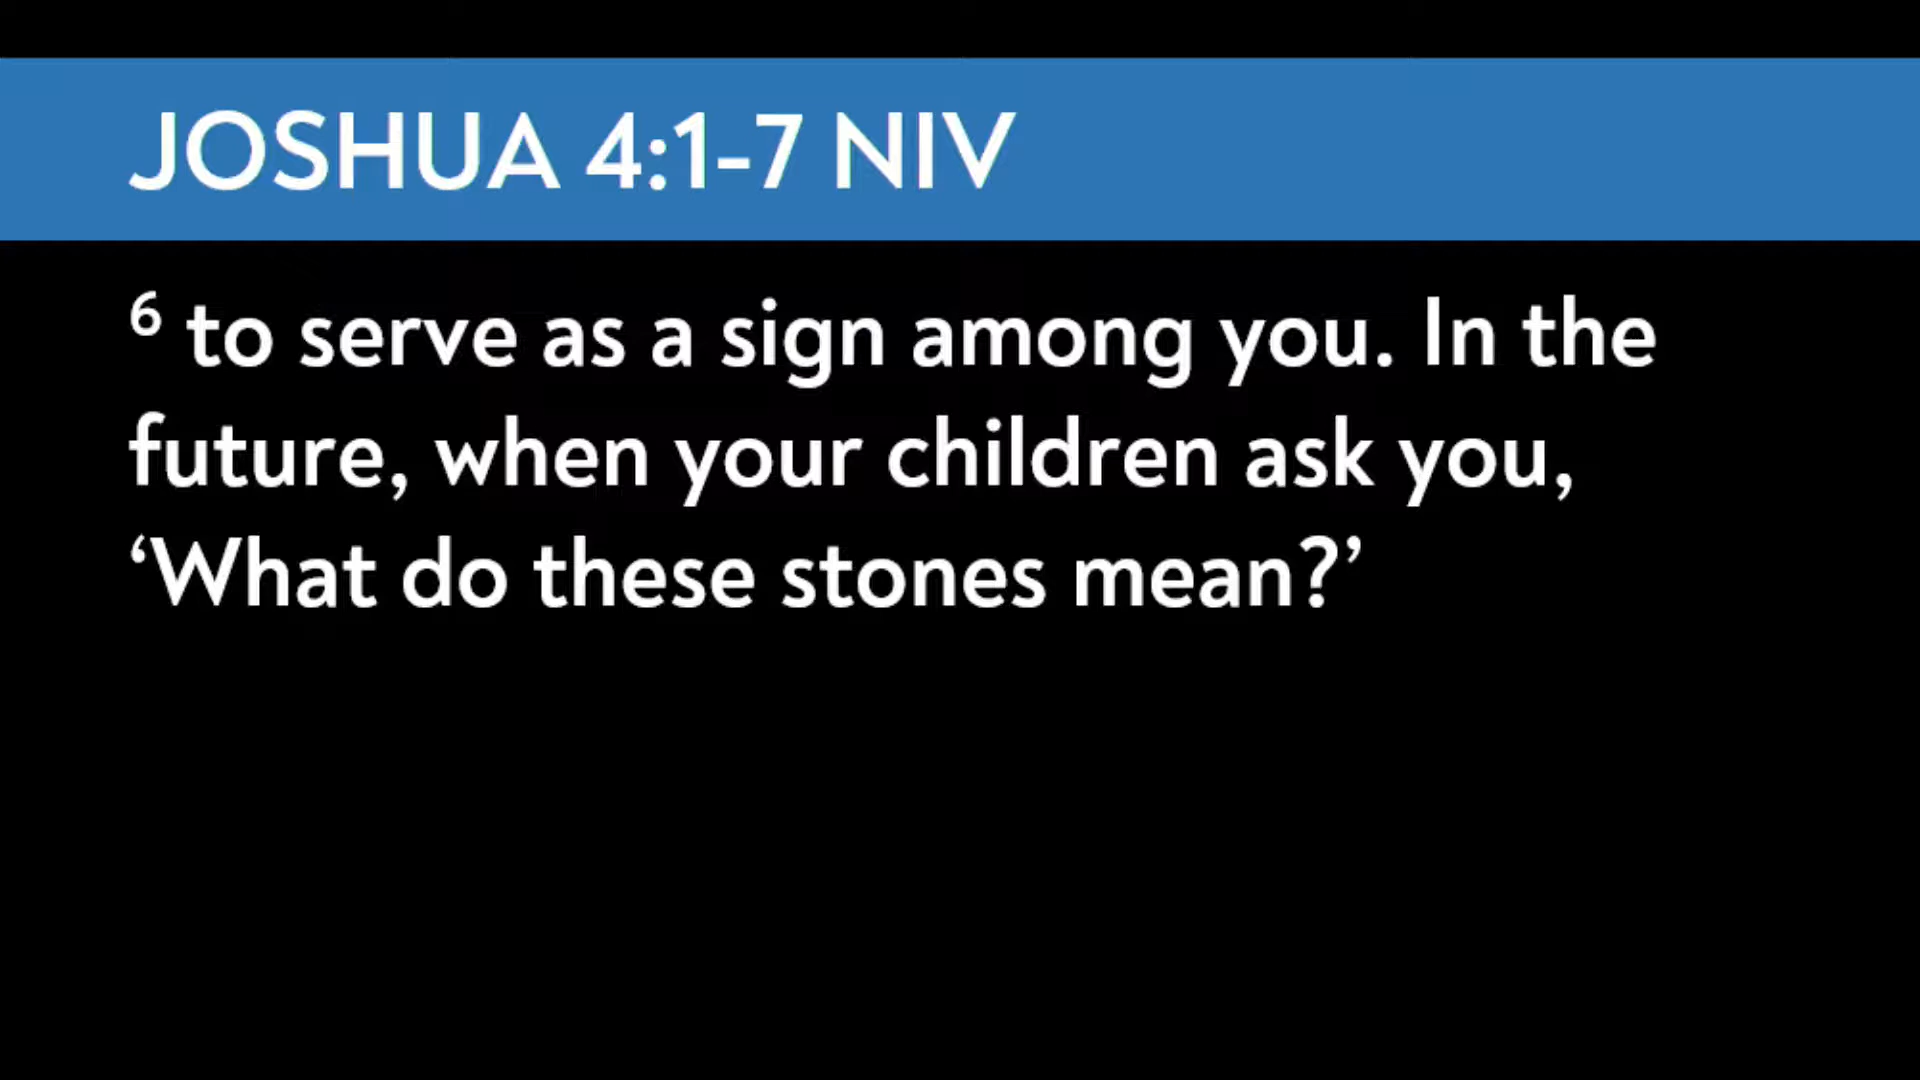 JOSHUA 4:1-7 NIV
⁶ to serve as a sign among you. In the
future, when your children ask you,
‘What do these stones mean?’